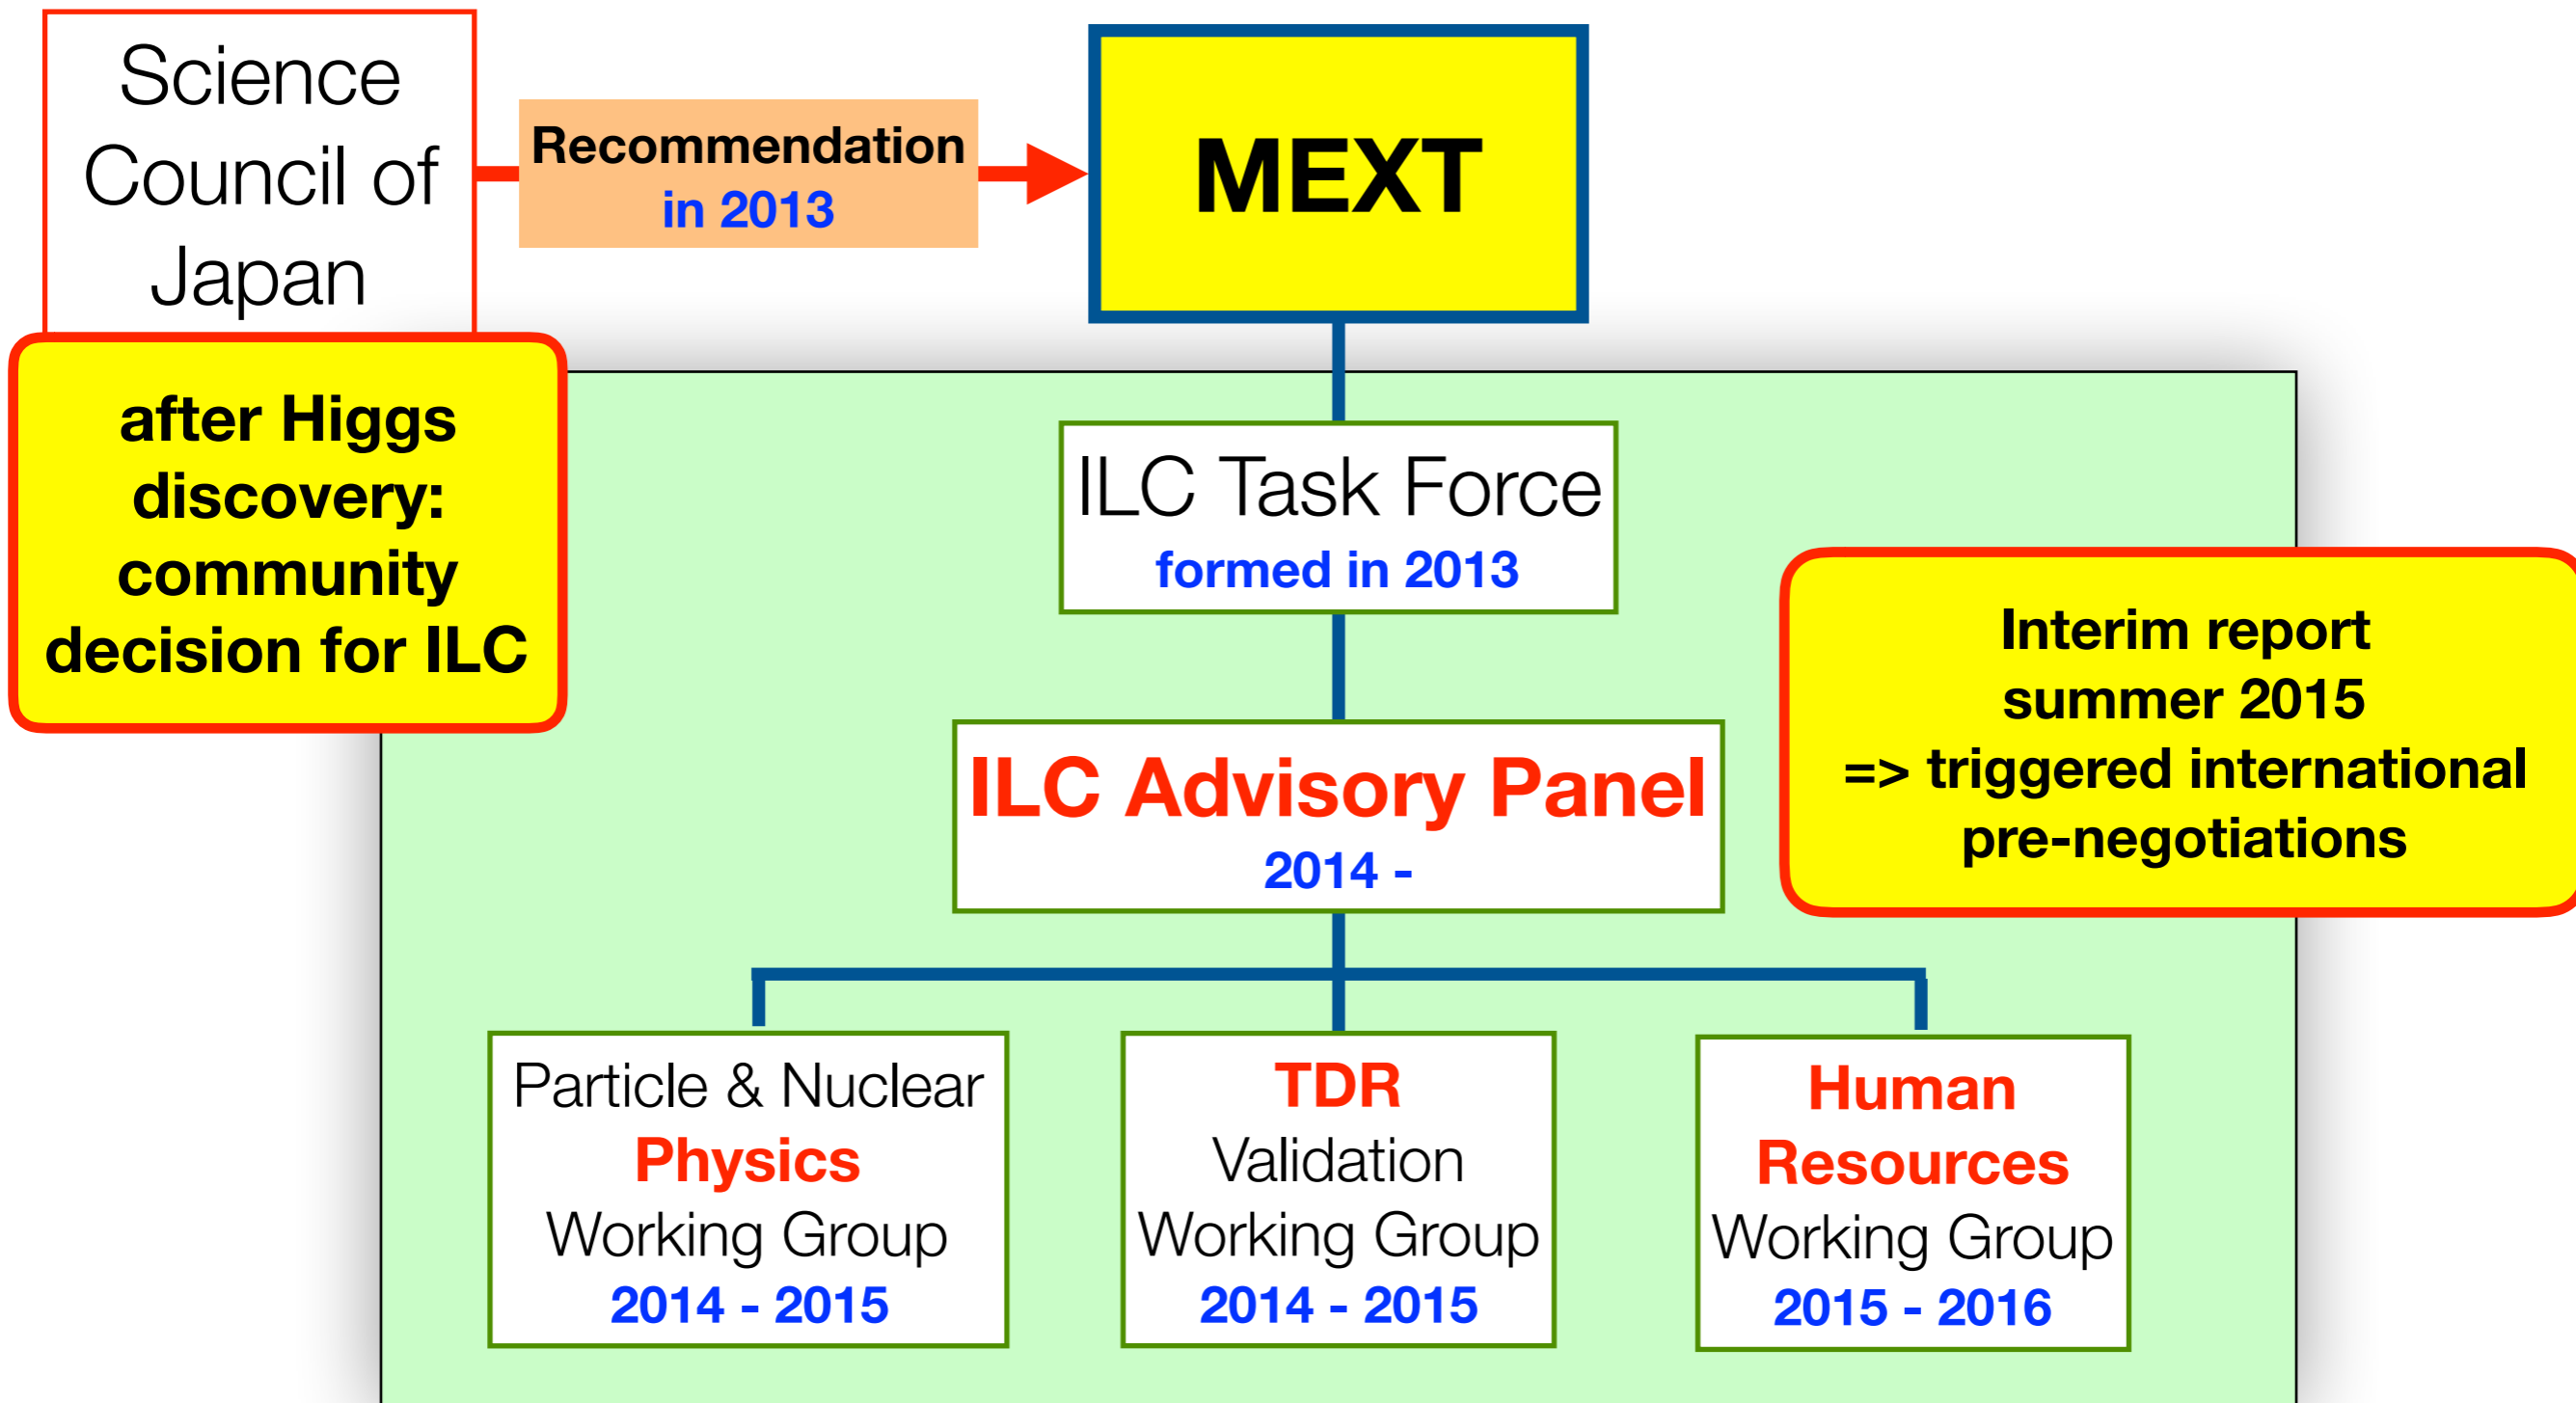 Science
Council of
Japan
Recommendation
in 2013
MEXT
after Higgs
discovery:
community
decision for ILC
ILC Task Force
formed in 2013
Interim report
summer 2015
=> triggered international
pre-negotiations
ILC Advisory Panel
2014 -
Particle & Nuclear
Physics
Working Group
2014 - 2015
TDR
Validation
Working Group
2014 - 2015
Human
Resources
Working Group
2015 - 2016